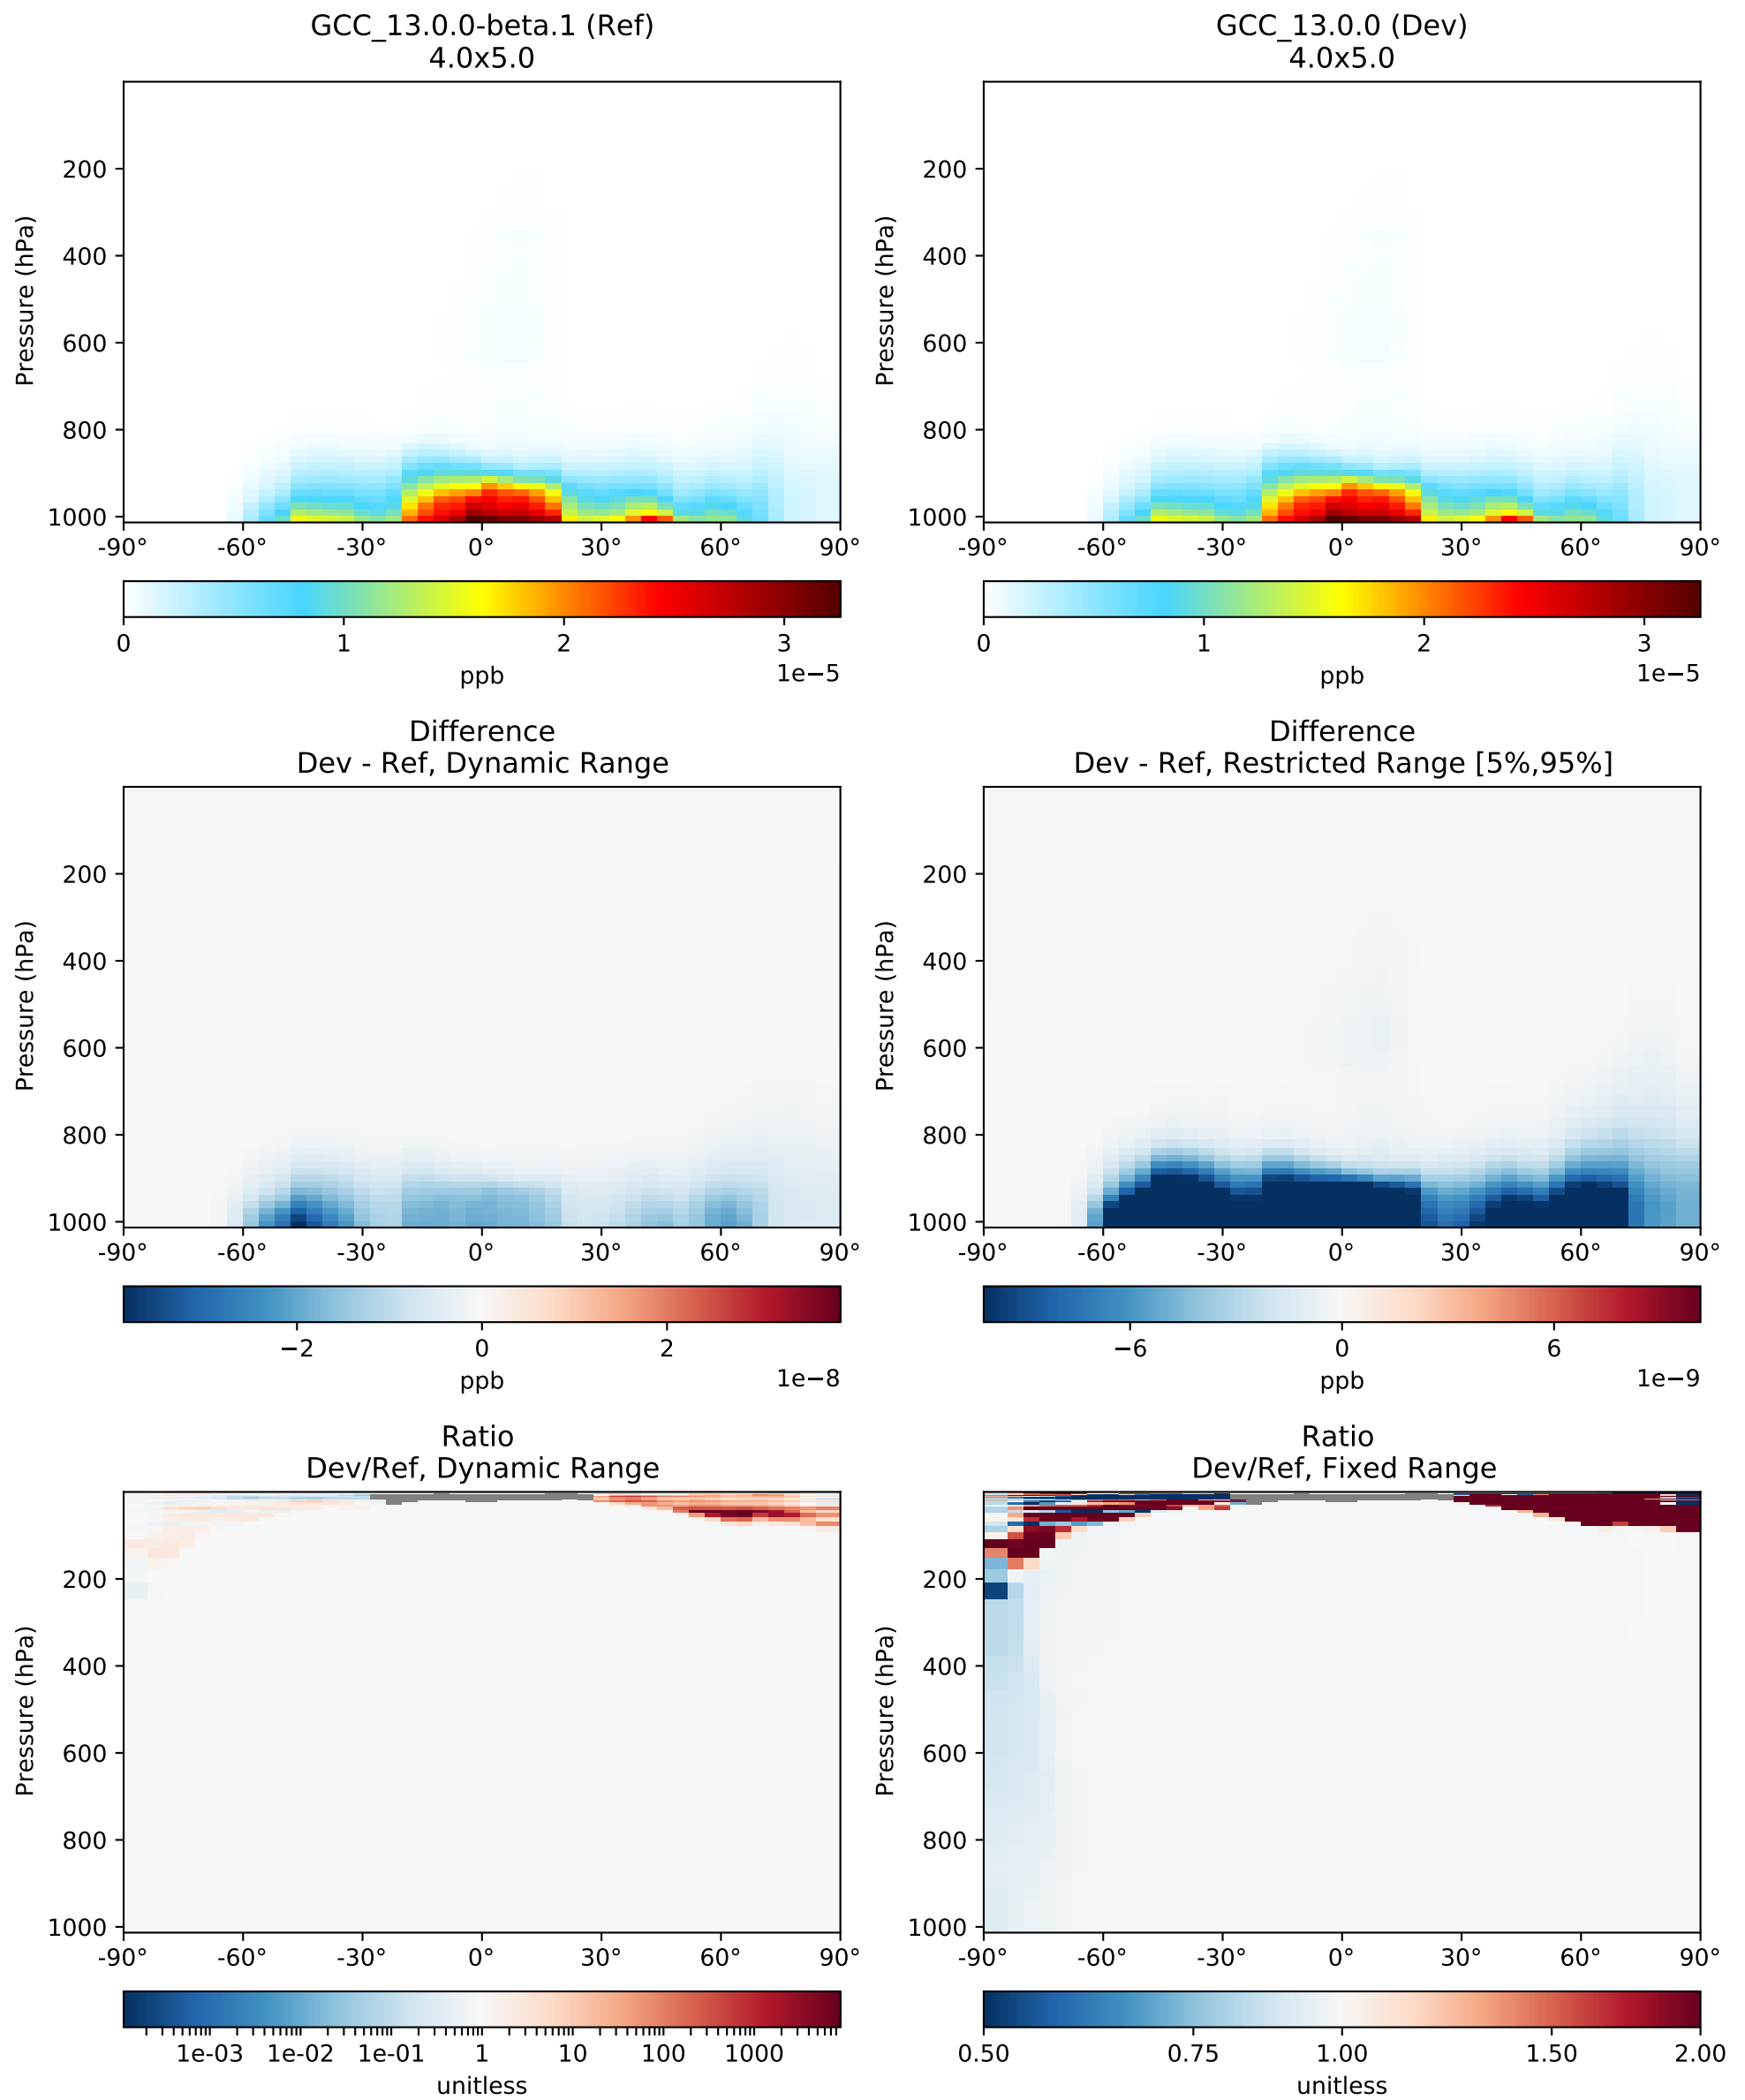 GCC_13.0.0-beta.1 (Ref)
4.0x5.0
Pressure (hPa)
200
400
600
800
1000
-90° -60° -30° 0° 30° 60° 90°
0 1 2 3
ppb 1e−5
GCC_13.0.0 (Dev)
4.0x5.0
Pressure (hPa)
200
400
600
800
1000
-90° -60° -30° 0° 30° 60° 90°
0 1 2 3
ppb 1e−5
Difference
Dev - Ref, Dynamic Range
Pressure (hPa)
200
400
600
800
1000
-90° -60° -30° 0° 30° 60° 90°
−2 0 2
ppb 1e−8
Difference
Dev - Ref, Restricted Range [5%,95%]
Pressure (hPa)
200
400
600
800
1000
-90° -60° -30° 0° 30° 60° 90°
−6 0 6
ppb 1e−9
Ratio
Dev/Ref, Dynamic Range
Pressure (hPa)
200
400
600
800
1000
-90° -60° -30° 0° 30° 60° 90°
1e-03 1e-02 1e-01 1 10 100 1000
unitless
Ratio
Dev/Ref, Fixed Range
Pressure (hPa)
200
400
600
800
1000
-90° -60° -30° 0° 30° 60° 90°
0.50 0.75 1.00 1.50 2.00
unitless